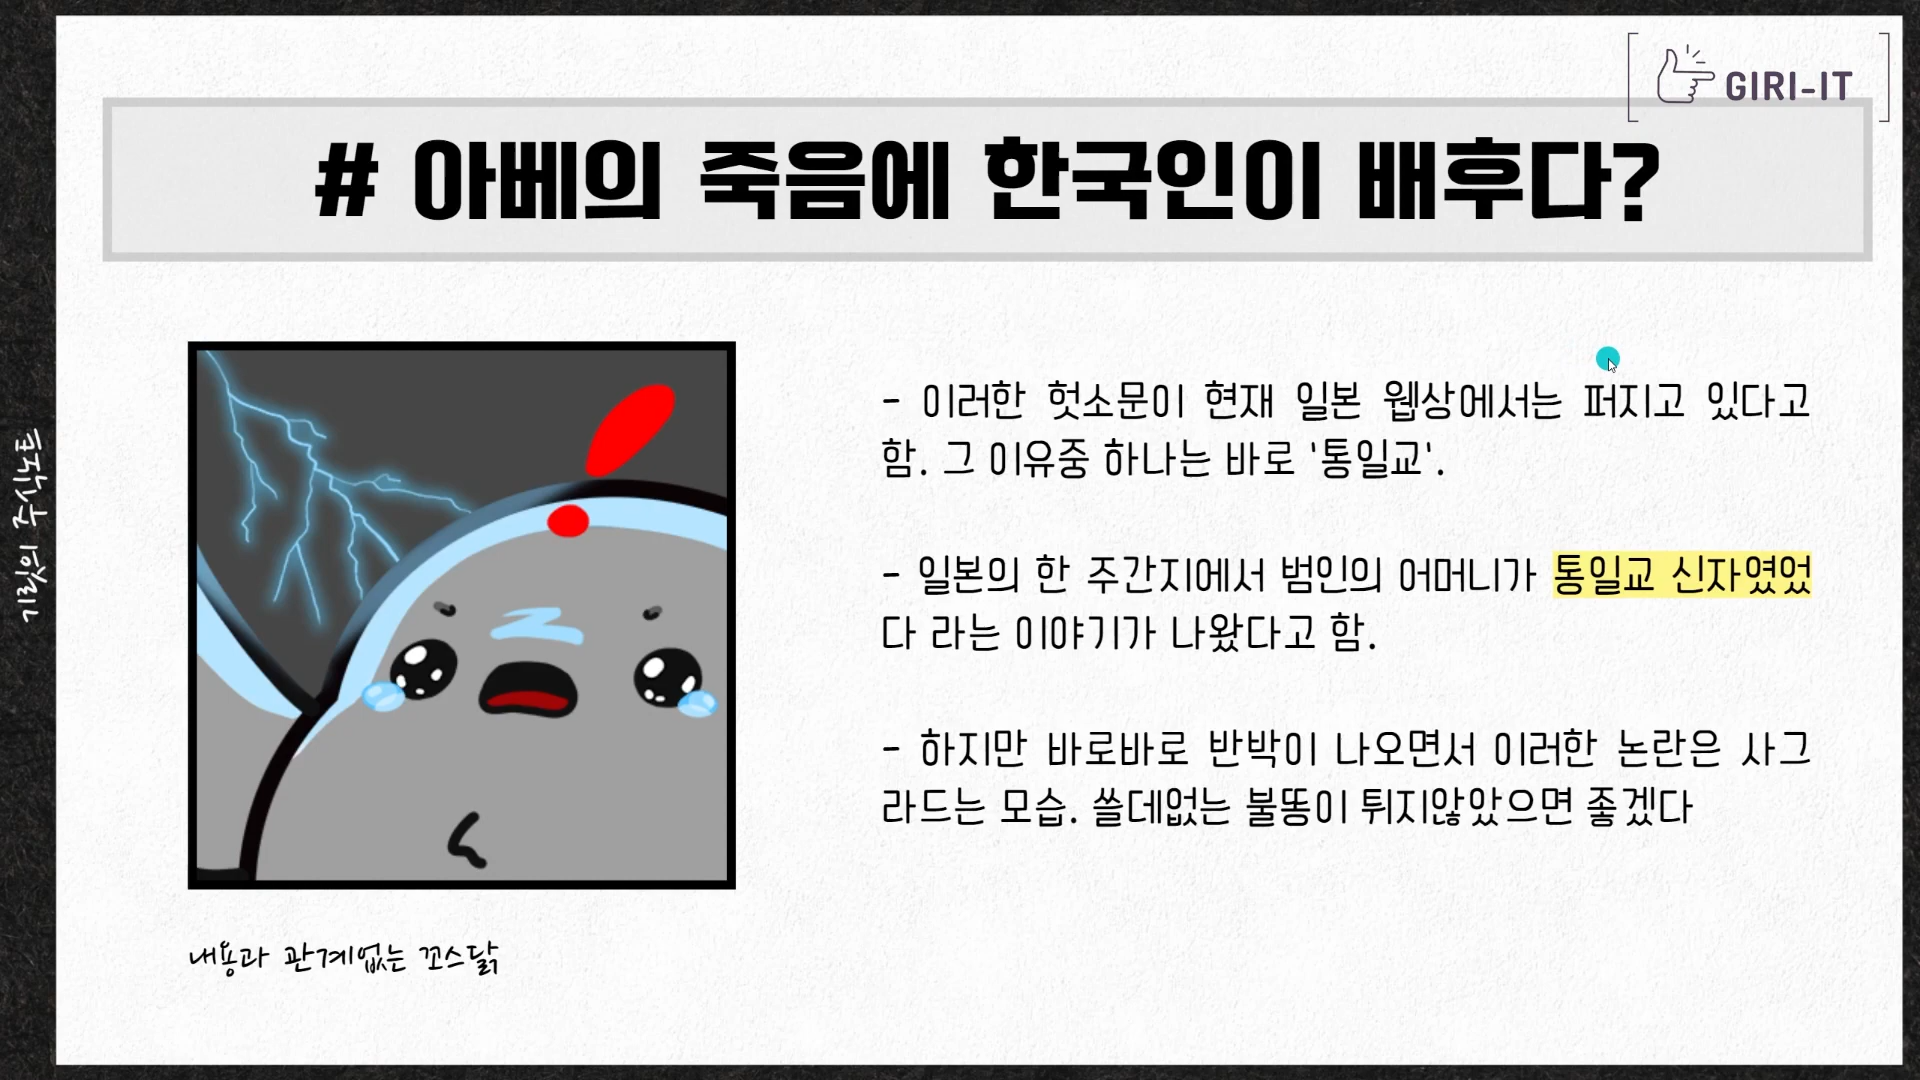 GIRI-IT
# 아베의 죽음에 한국인이 배후다?
- 이러한 헛소문이 현재 일본 웹상에서는 퍼지고 있다고
함. 그 이유중 하나는 바로 '통일교'.
- 일본의 한 주간지에서 범인의 어머니가 통일교 신자였었
다 라는 이야기가 나왔다고 함.
- 하지만 바로바로 반박이 나오면서 이러한 논란은 사그
라드는 모습. 쓸데없는 불똥이 튀지않았으면 좋겠다
내용과 관계없는 꼬스닭
기릿의 주식노트